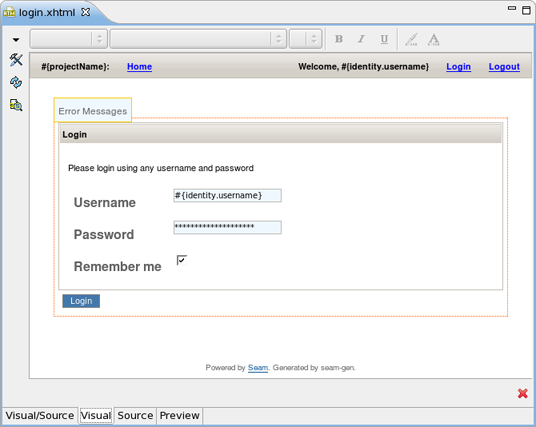 login.xhtml
B I U A
#{projectName}: Home Welcome, #{identity.username} Login Logout
Error Messages
Login
Please login using any username and password
Username #{identity.username}
Password ********************
Remember me
Login
Powered by Seam. Generated by seam-gen.
Visual/Source Visual Source Preview